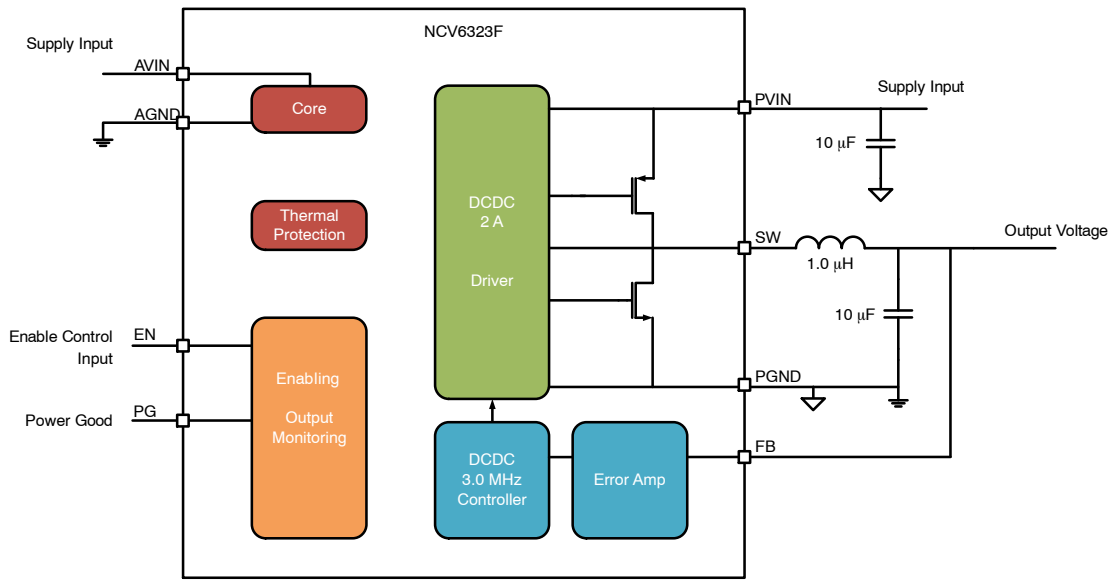 NCV6323F
Supply Input
AVIN
AGND
Core
Thermal
Protection
Enable Control
Input
EN
Power Good
PG
Enabling
Output
Monitoring
DCDC
2 A
Driver
DCDC
3.0 MHz
Controller
Error Amp
PVIN
Supply Input
10 µF
SW
1.0 µH
Output Voltage
10 µF
PGND
FB